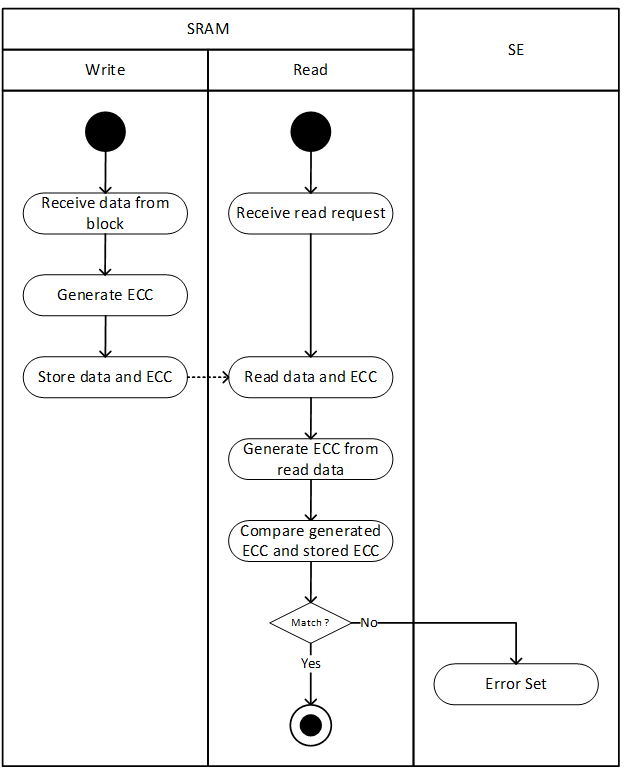 SRAM
SE
Write
Read
Receive data from
block
Receive read request
Generate ECC
Store data and ECC
Read data and ECC
Generate ECC from
read data
Compare generated
ECC and stored ECC
Match ?
No
Yes
Error Set